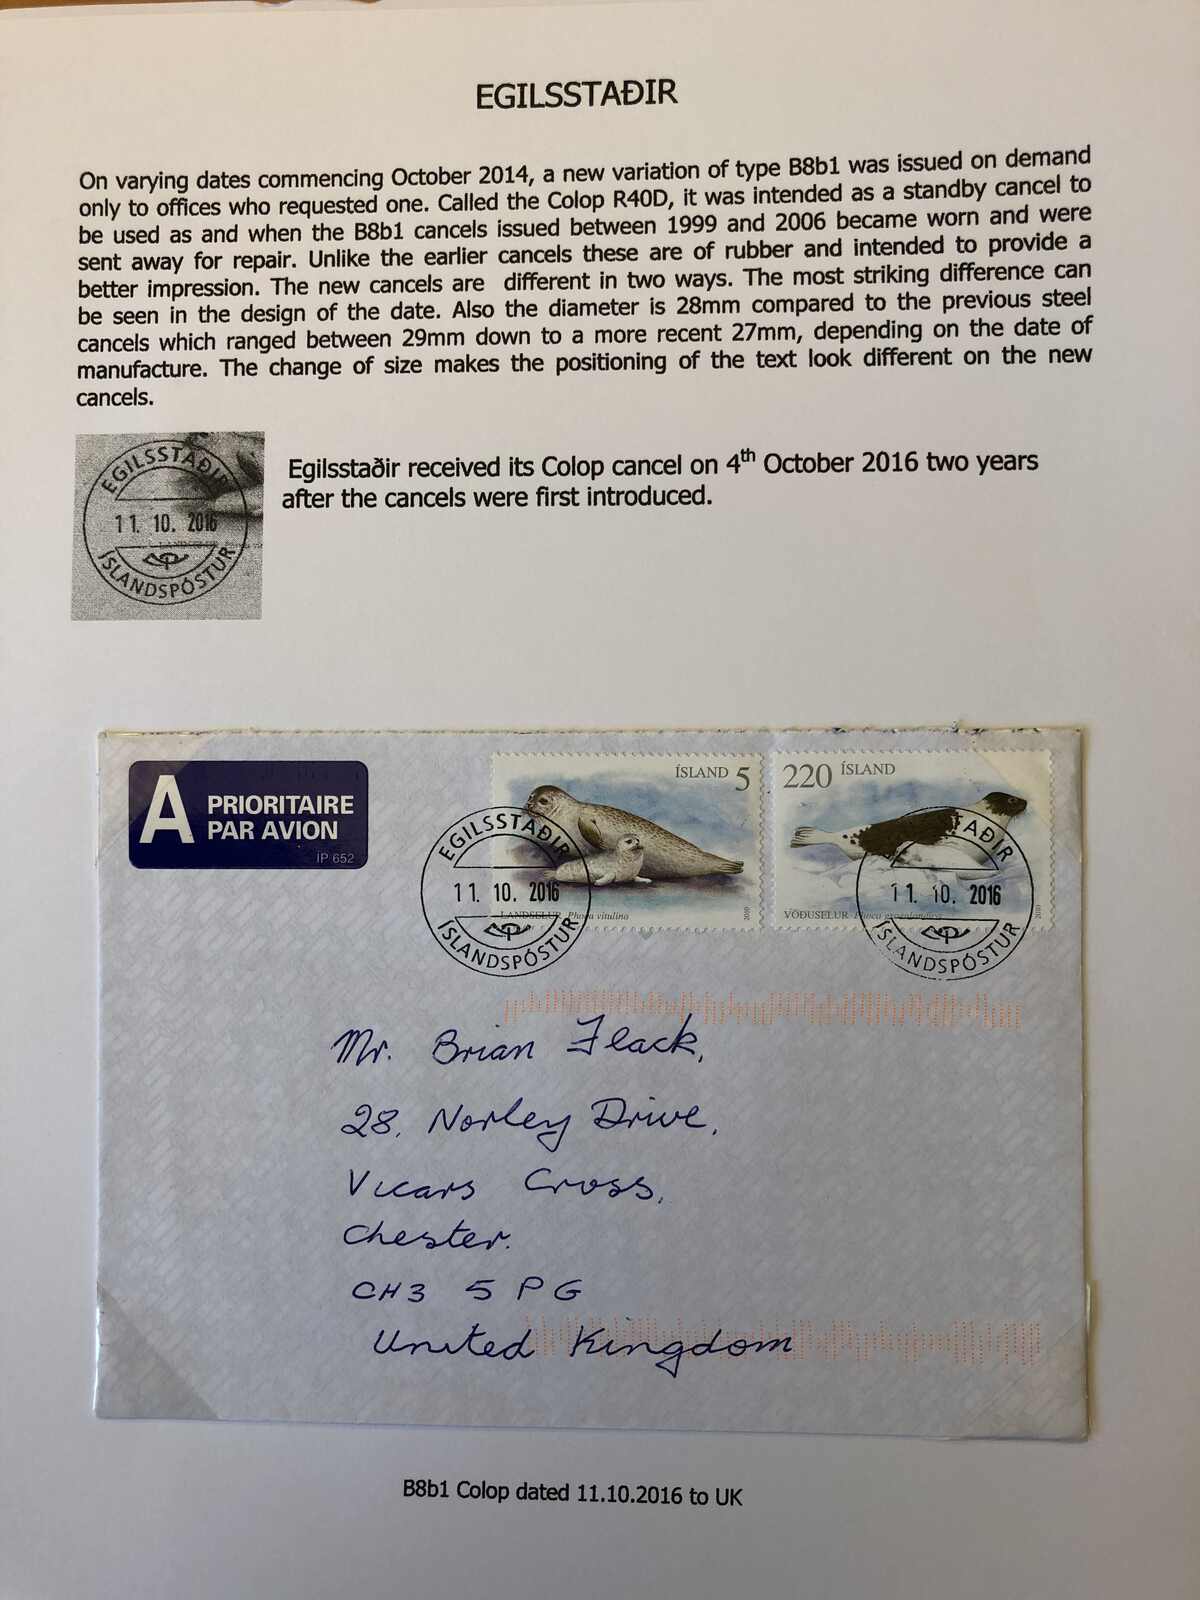 EGILSSTAÐIR
On varying dates commencing October 2014, a new variation of type B8b1 was issued on demand
only to offices who requested one. Called the Colop R40D, it was intended as a standby cancel to
be used as and when the B8b1 cancels issued between 1999 and 2006 became worn and were
sent away for repair. Unlike the earlier cancels these are of rubber and intended to provide a
better impression. The new cancels are different in two ways. The most striking difference can
be seen in the design of the date. Also the diameter is 28mm compared to the previous steel
cancels which ranged between 29mm down to a more recent 27mm, depending on the date of
manufacture. The change of size makes the positioning of the text look different on the new
cancels.
EGILSSTAÐIR
11. 10. 2016
ÍSLANDSPÓSTUR
Egilsstaðir received its Colop cancel on 4th October 2016 two years
after the cancels were first introduced.
A PRIORITAIRE
PAR AVION
IP 652
ÍSLAND 5
EGILSSTAÐIR
11. 10. 2016
LANDSELUR Phoca vitulina
2010
ÍSLANDSPÓSTUR
220 ÍSLAND
STAÐIR
11. 10. 2016
VÖÐUSELUR Phoca groenlandica
2010
ÍSLANDSPÓSTUR
Mr. Brian Flack,
28, Norley Drive,
Vicars Cross,
Chester.
CH3 5PG
United Kingdom
B8b1 Colop dated 11.10.2016 to UK